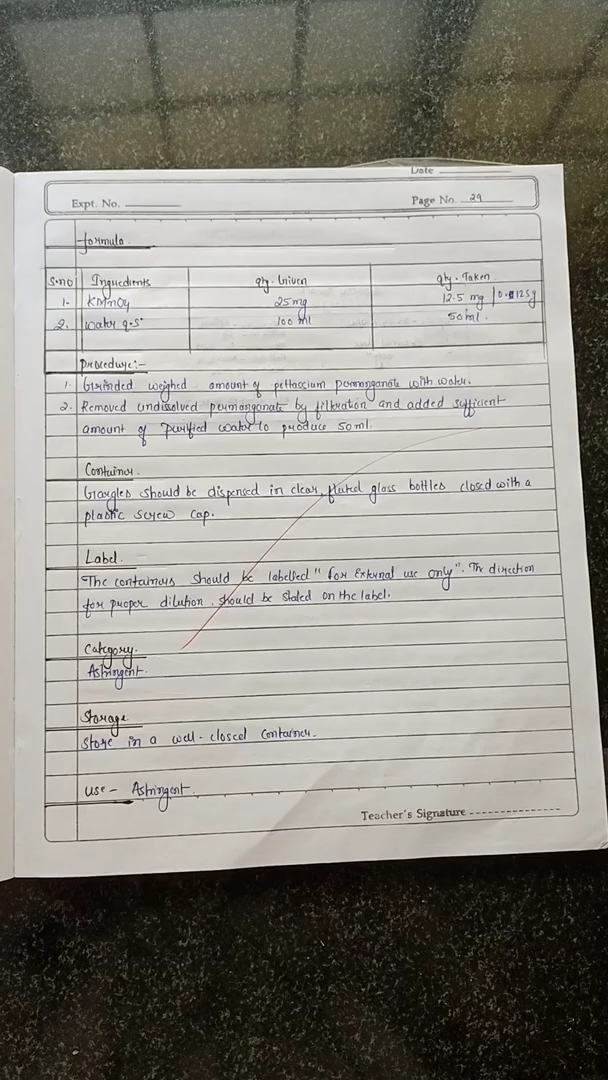 Date
Expt. No.
Page No. 29
formula
S.no Ingredients qty. Given qty. Taken
1. KMnO4 25mg 12.5 mg
2. water q.s 100 ml 50ml.
Procedure:-
1. Grinded weighed amount of pottassium permanganate with water.
2. Removed undissolved permanganate by filtration and added sufficient
amount of purified water to produce 50ml.
Container.
Gargles should be dispensed in clear, fluted glass bottles closed with a
plastic screw cap.
Label.
The containers should be labelled "for External use only". The direction
for proper dilution, should be stated on the label.
Category.
Astringent.
Storage
store in a well-closed container.
use - Astringent.
Teacher's Signature